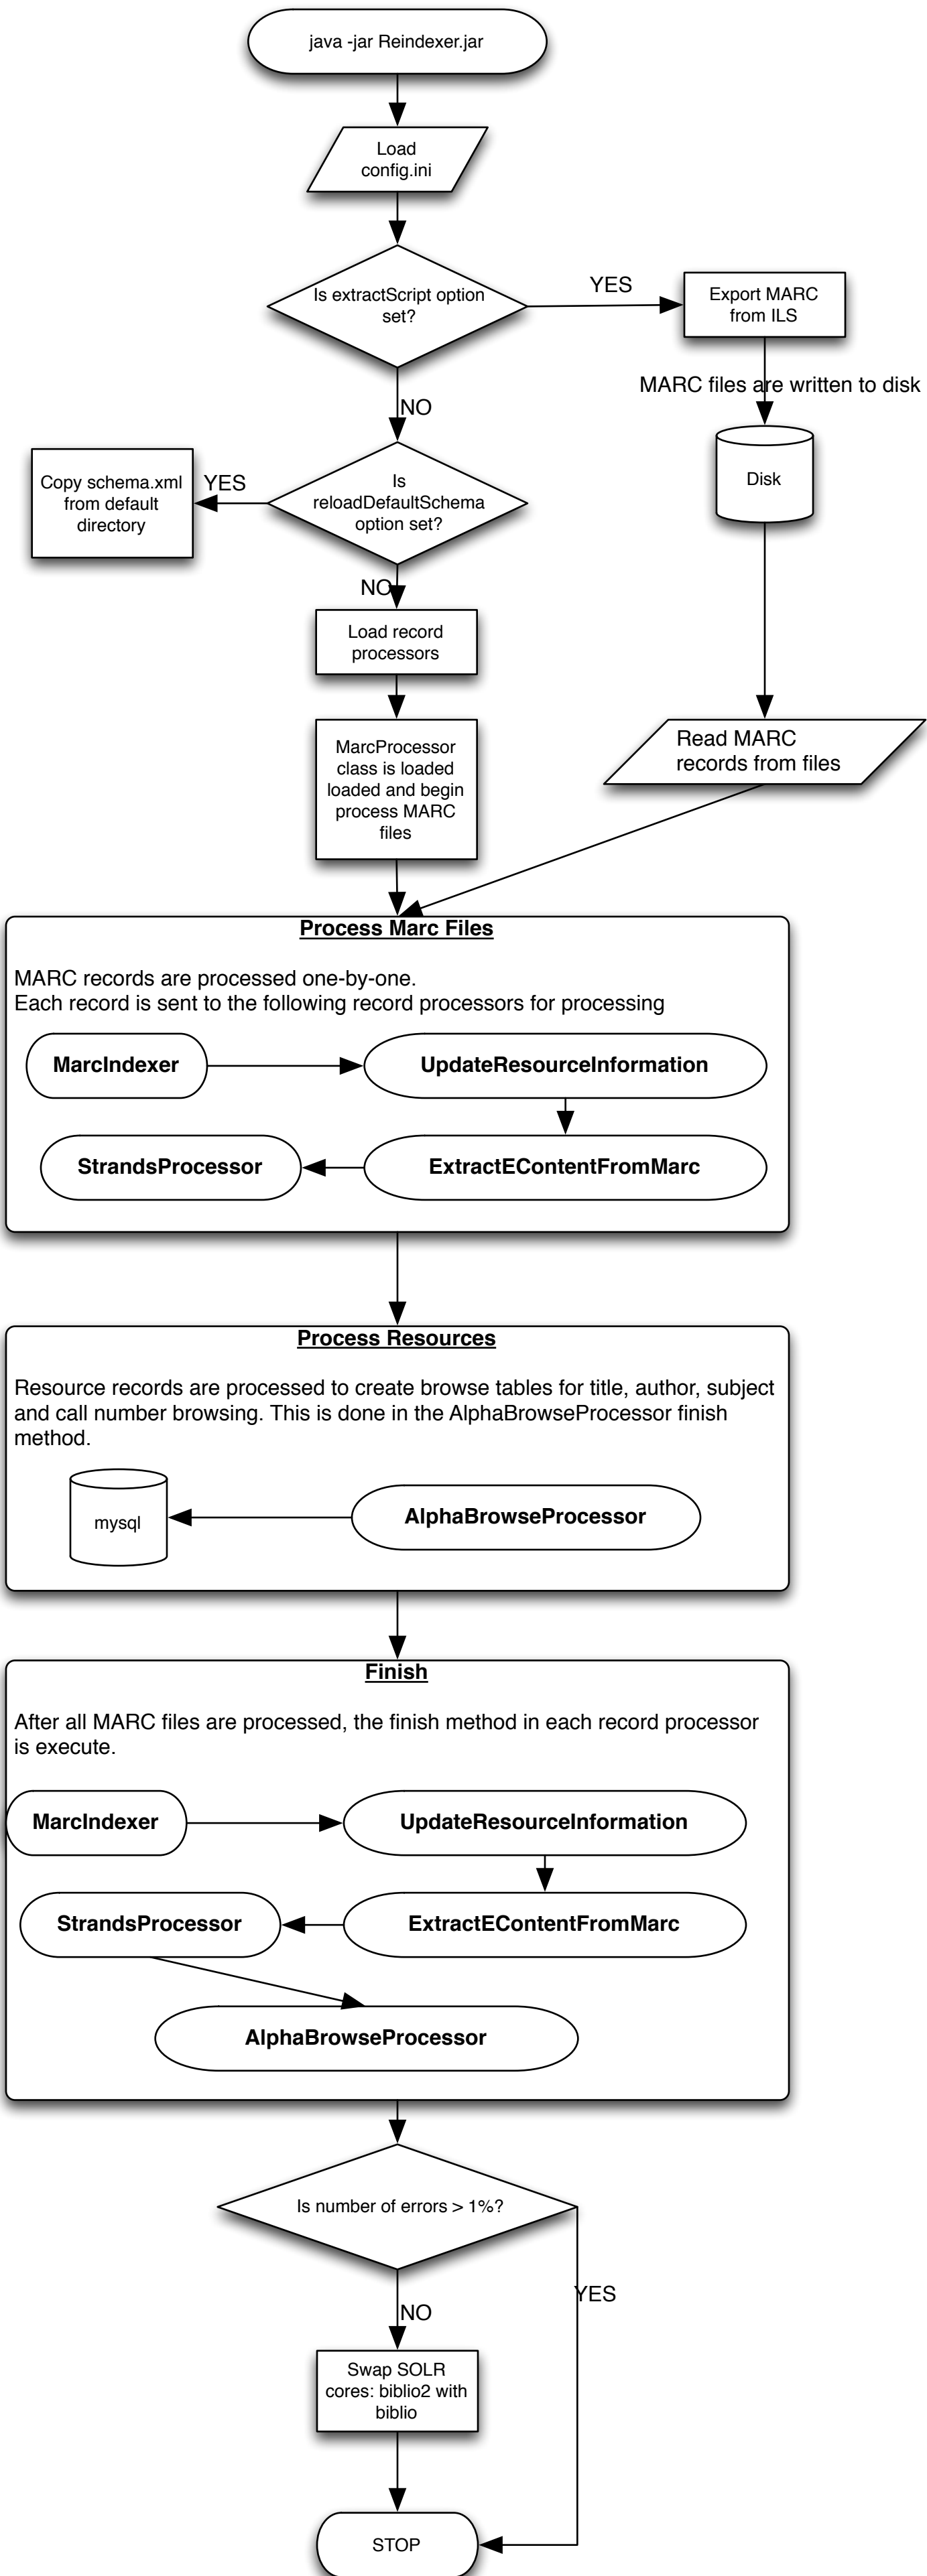 java -jar Reindexer.jar
Load
config.ini
Is extractScript option
set?
YES
Export MARC
from ILS
MARC files are written to disk
NO
Disk
Copy schema.xml
from default
directory
YES
Is
reloadDefaultSchema
option set?
NO
Load record
processors
MarcProcessor
class is loaded
loaded and begin
process MARC
files
Read MARC
records from files
Process Marc Files
MARC records are processed one-by-one.
Each record is sent to the following record processors for processing
MarcIndexer
UpdateResourceInformation
StrandsProcessor
ExtractEContentFromMarc
Process Resources
Resource records are processed to create browse tables for title, author, subject
and call number browsing. This is done in the AlphaBrowseProcessor finish
method.
mysql
AlphaBrowseProcessor
Finish
After all MARC files are processed, the finish method in each record processor
is execute.
MarcIndexer
UpdateResourceInformation
StrandsProcessor
ExtractEContentFromMarc
AlphaBrowseProcessor
Is number of errors > 1%?
YES
NO
Swap SOLR
cores: biblio2 with
biblio
STOP